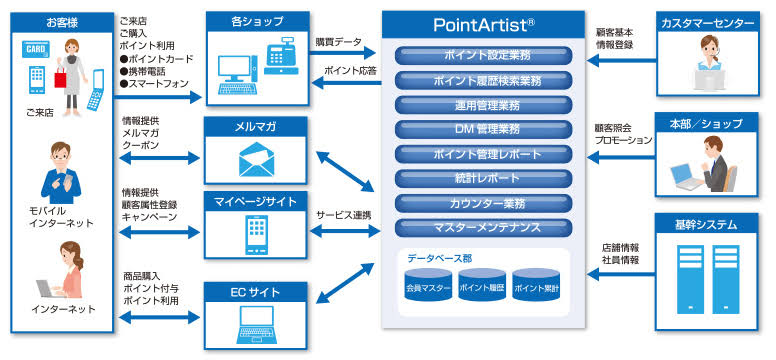 お客様
ご来店
ご来店
ご購入
ポイント利用
●ポイントカード
●携帯電話
●スマートフォン
CARD
モバイル
インターネット
インターネット
情報提供
メルマガ
クーポン
情報提供
顧客属性登録
キャンペーン
商品購入
ポイント付与
ポイント利用
各ショップ
メルマガ
マイページサイト
ECサイト
購買データ
ポイント応答
サービス連携
PointArtist®
ポイント設定業務
ポイント履歴検索業務
運用管理業務
DM管理業務
ポイント管理レポート
統計レポート
カウンター業務
マスターメンテナンス
データベース郡
会員マスター
ポイント履歴
ポイント累計
顧客基本
情報登録
顧客照会
プロモーション
店舗情報
社員情報
カスタマーセンター
本部／ショップ
基幹システム